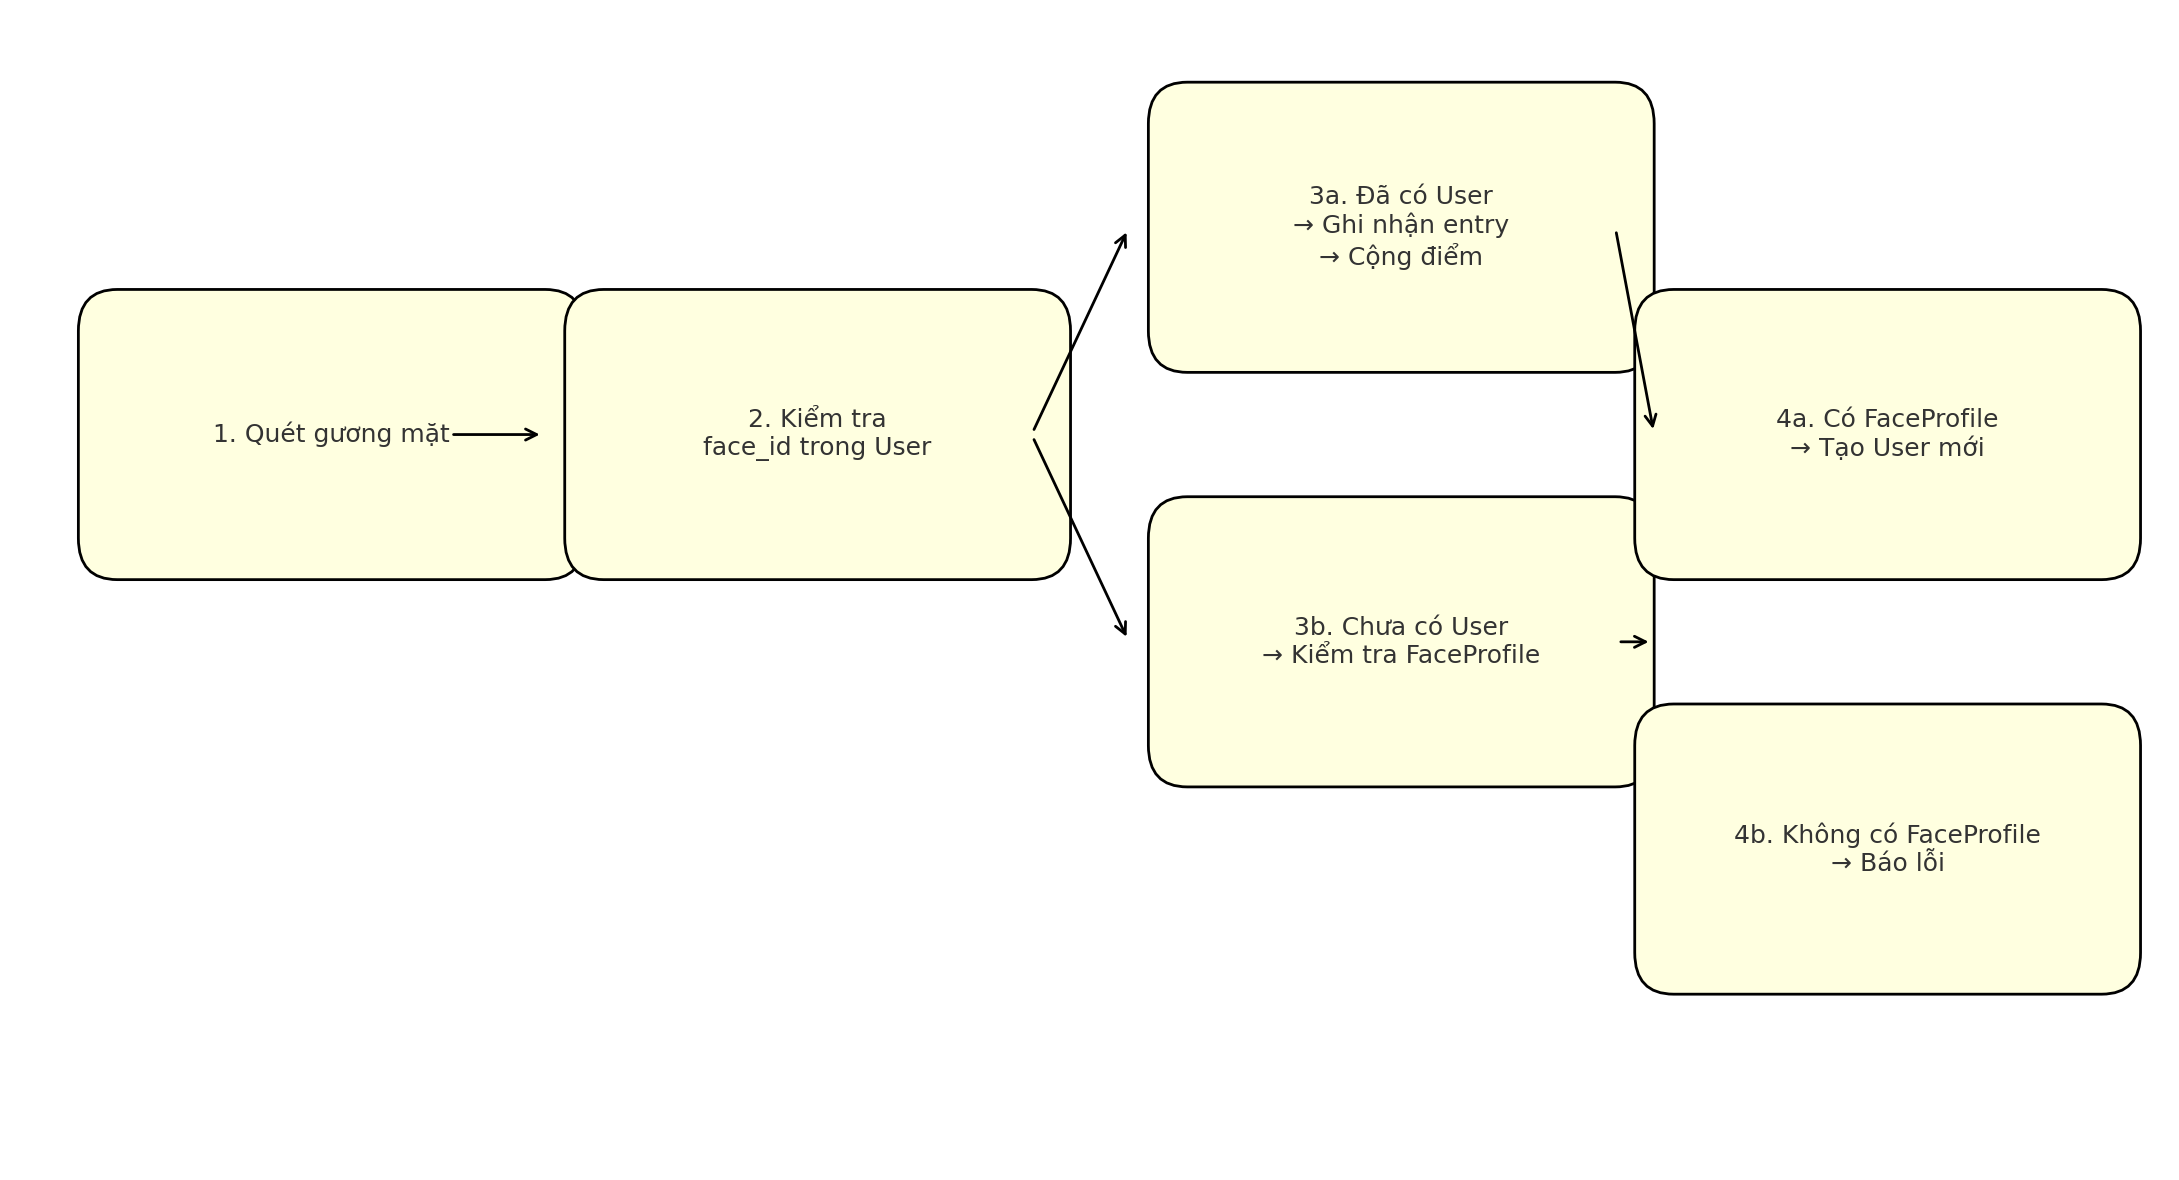 1. Quét gương mặt
2. Kiểm tra
face_id trong User
3a. Đã có User
→ Ghi nhận entry
→ Cộng điểm
3b. Chưa có User
→ Kiểm tra FaceProfile
4a. Có FaceProfile
→ Tạo User mới
4b. Không có FaceProfile
→ Báo lỗi